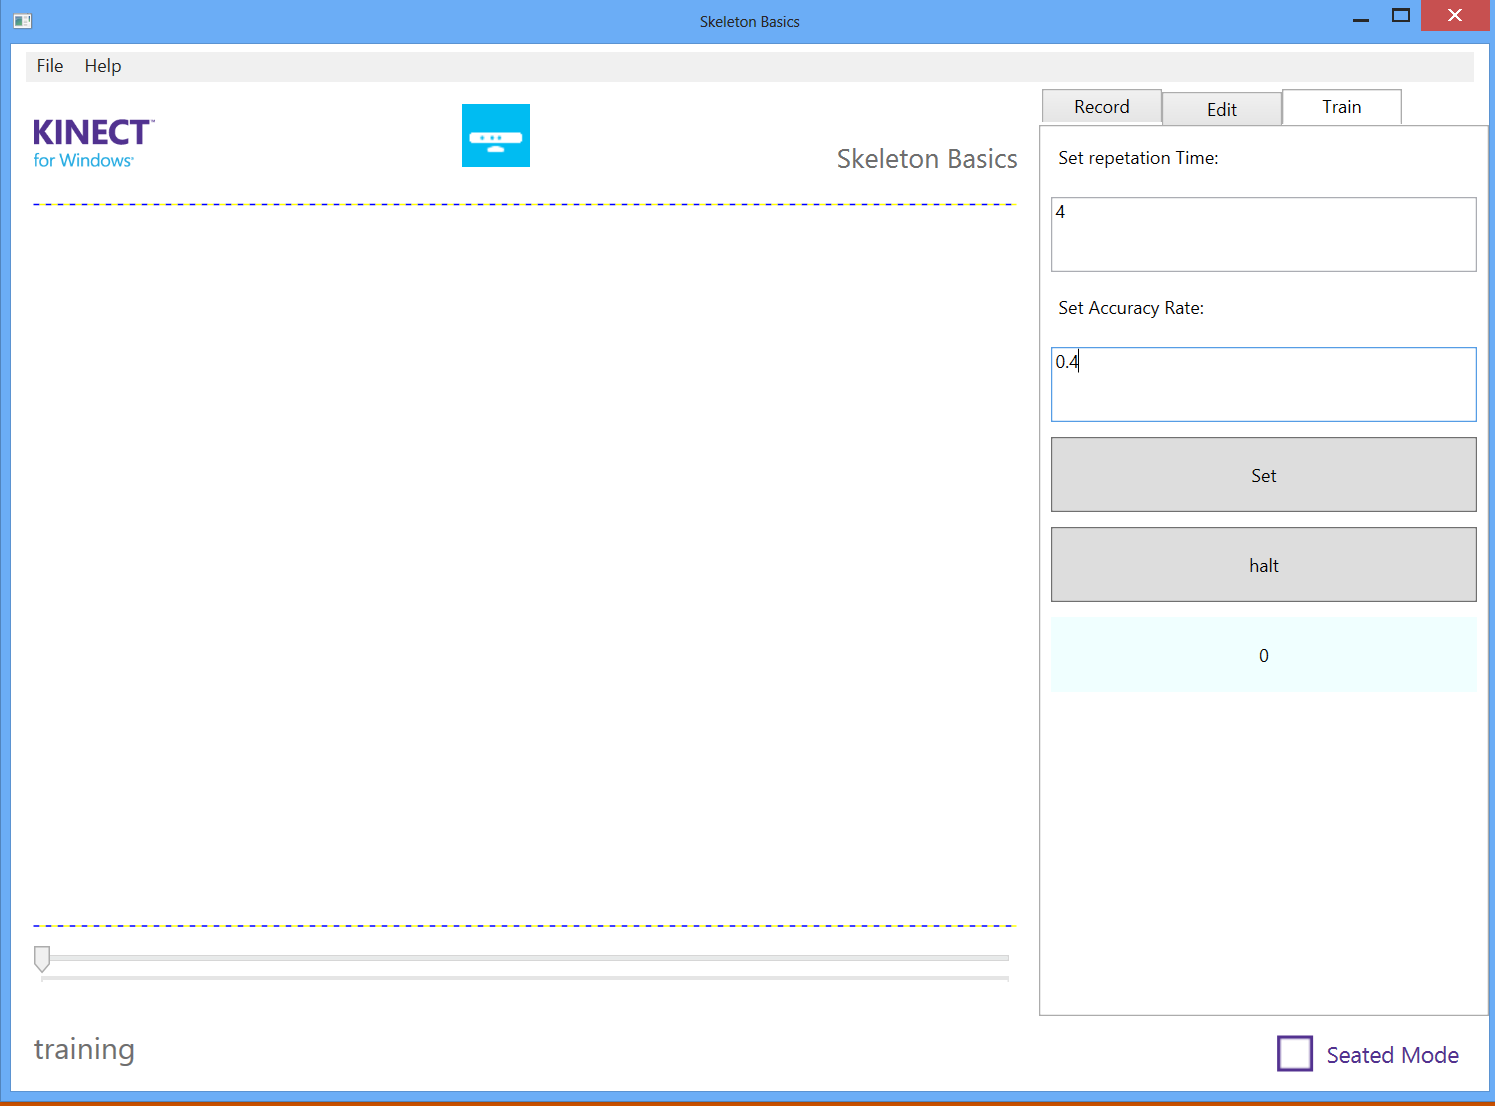 Skeleton Basics
File Help
Record Edit Train
KINECT™
for Windows®
Skeleton Basics
Set repetation Time:
4
Set Accuracy Rate:
0.4
Set
halt
0
training
Seated Mode